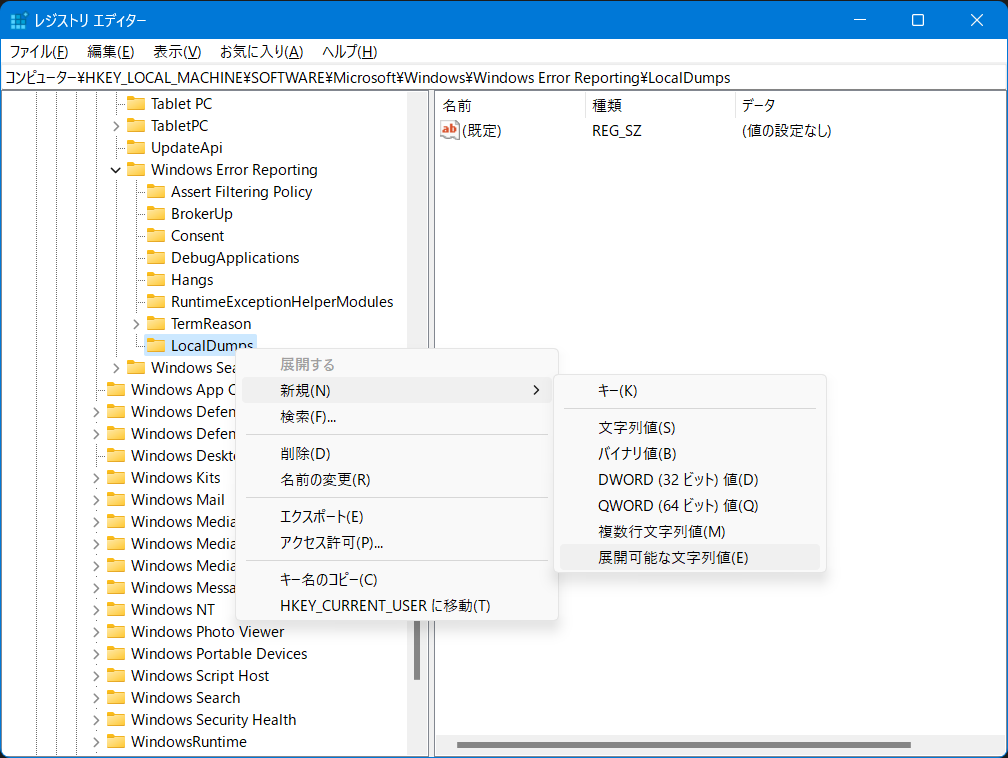 レジストリ エディター
ファイル(F) 編集(E) 表示(V) お気に入り(A) ヘルプ(H)
コンピューター¥HKEY_LOCAL_MACHINE¥SOFTWARE¥Microsoft¥Windows¥Windows Error Reporting¥LocalDumps
Tablet PC
TabletPC
UpdateApi
Windows Error Reporting
Assert Filtering Policy
BrokerUp
Consent
DebugApplications
Hangs
RuntimeExceptionHelperModules
TermReason
LocalDumps
Windows Sea
Windows App C
Windows Defen
Windows Defen
Windows Deskto
Windows Kits
Windows Mail
Windows Media
Windows Media
Windows Media
Windows Messa
Windows NT
Windows Photo Viewer
Windows Portable Devices
Windows Script Host
Windows Search
Windows Security Health
WindowsRuntime
名前 種類 データ
ab (既定) REG_SZ (値の設定なし)
展開する
新規(N)
検索(F)...
削除(D)
名前の変更(R)
エクスポート(E)
アクセス許可(P)...
キー名のコピー(C)
HKEY_CURRENT_USER に移動(T)
キー(K)
文字列値(S)
バイナリ値(B)
DWORD (32 ビット) 値(D)
QWORD (64 ビット) 値(Q)
複数行文字列値(M)
展開可能な文字列値(E)